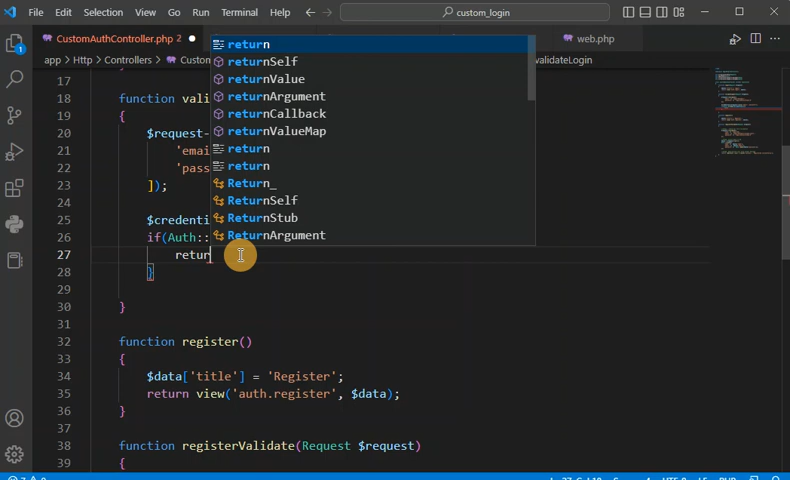 File Edit Selection View Go Run Terminal Help custom_login
CustomAuthController.php 2 web.php
app > Http > Controllers > Custom validateLogin
17 }
18 function vali
19 {
20 $request-
21 'emai
22 'pass
23 ]);
24
25 $credenti
26 if(Auth::
27 retur
28 }
29
30 }
31
32 function register()
33 {
34 $data['title'] = 'Register';
35 return view('auth.register', $data);
36 }
37
38 function registerValidate(Request $request)
39 {
return
returnSelf
returnValue
returnArgument
returnCallback
returnValueMap
return
return
Return_
ReturnSelf
ReturnStub
ReturnArgument
1